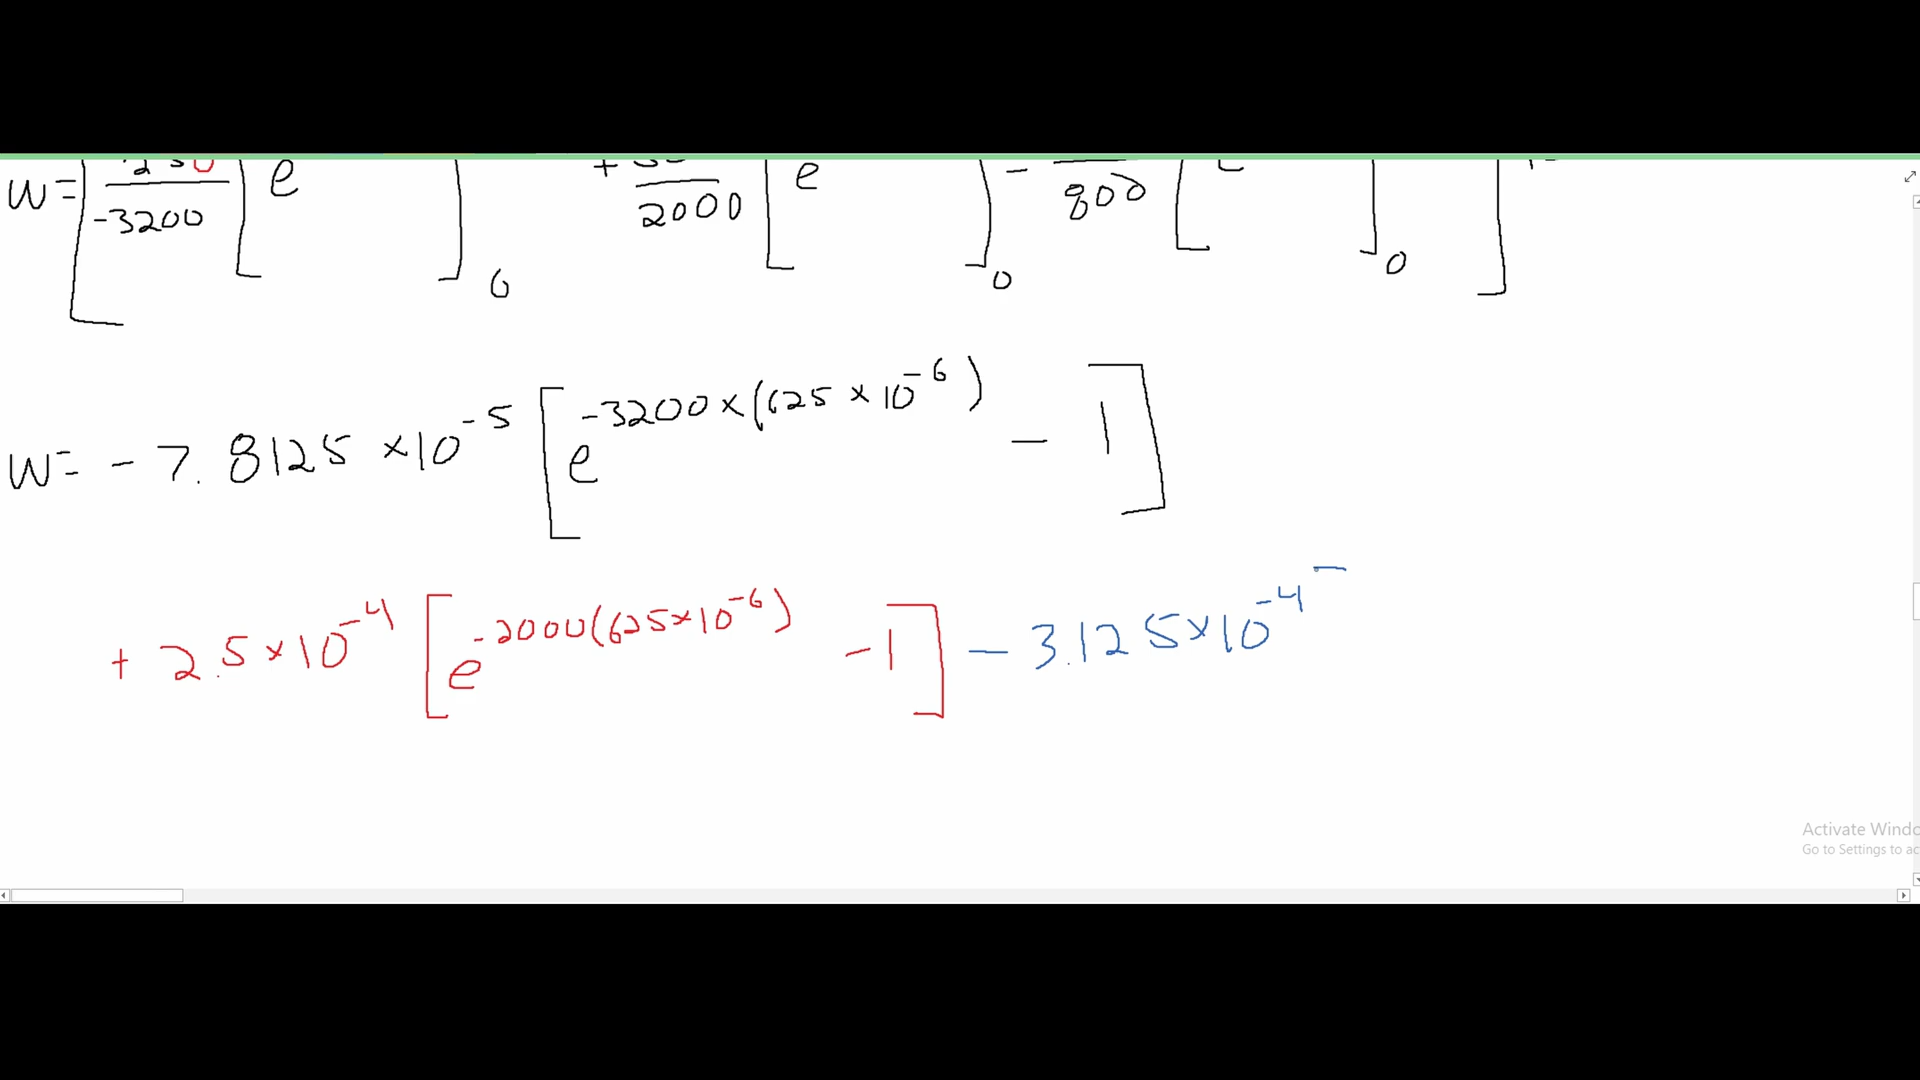 w= -3200 [e ]0 + 2000 [e ]0 - 800 [ ]0 ]
w= - 7.8125 ×10^-5 [e^-3200×(625×10^-6) - 1]
+ 2.5×10^-4 [e^-2000(625×10^-6) -1] - 3.125×10^-4
Activate Windo
Go to Settings to ac